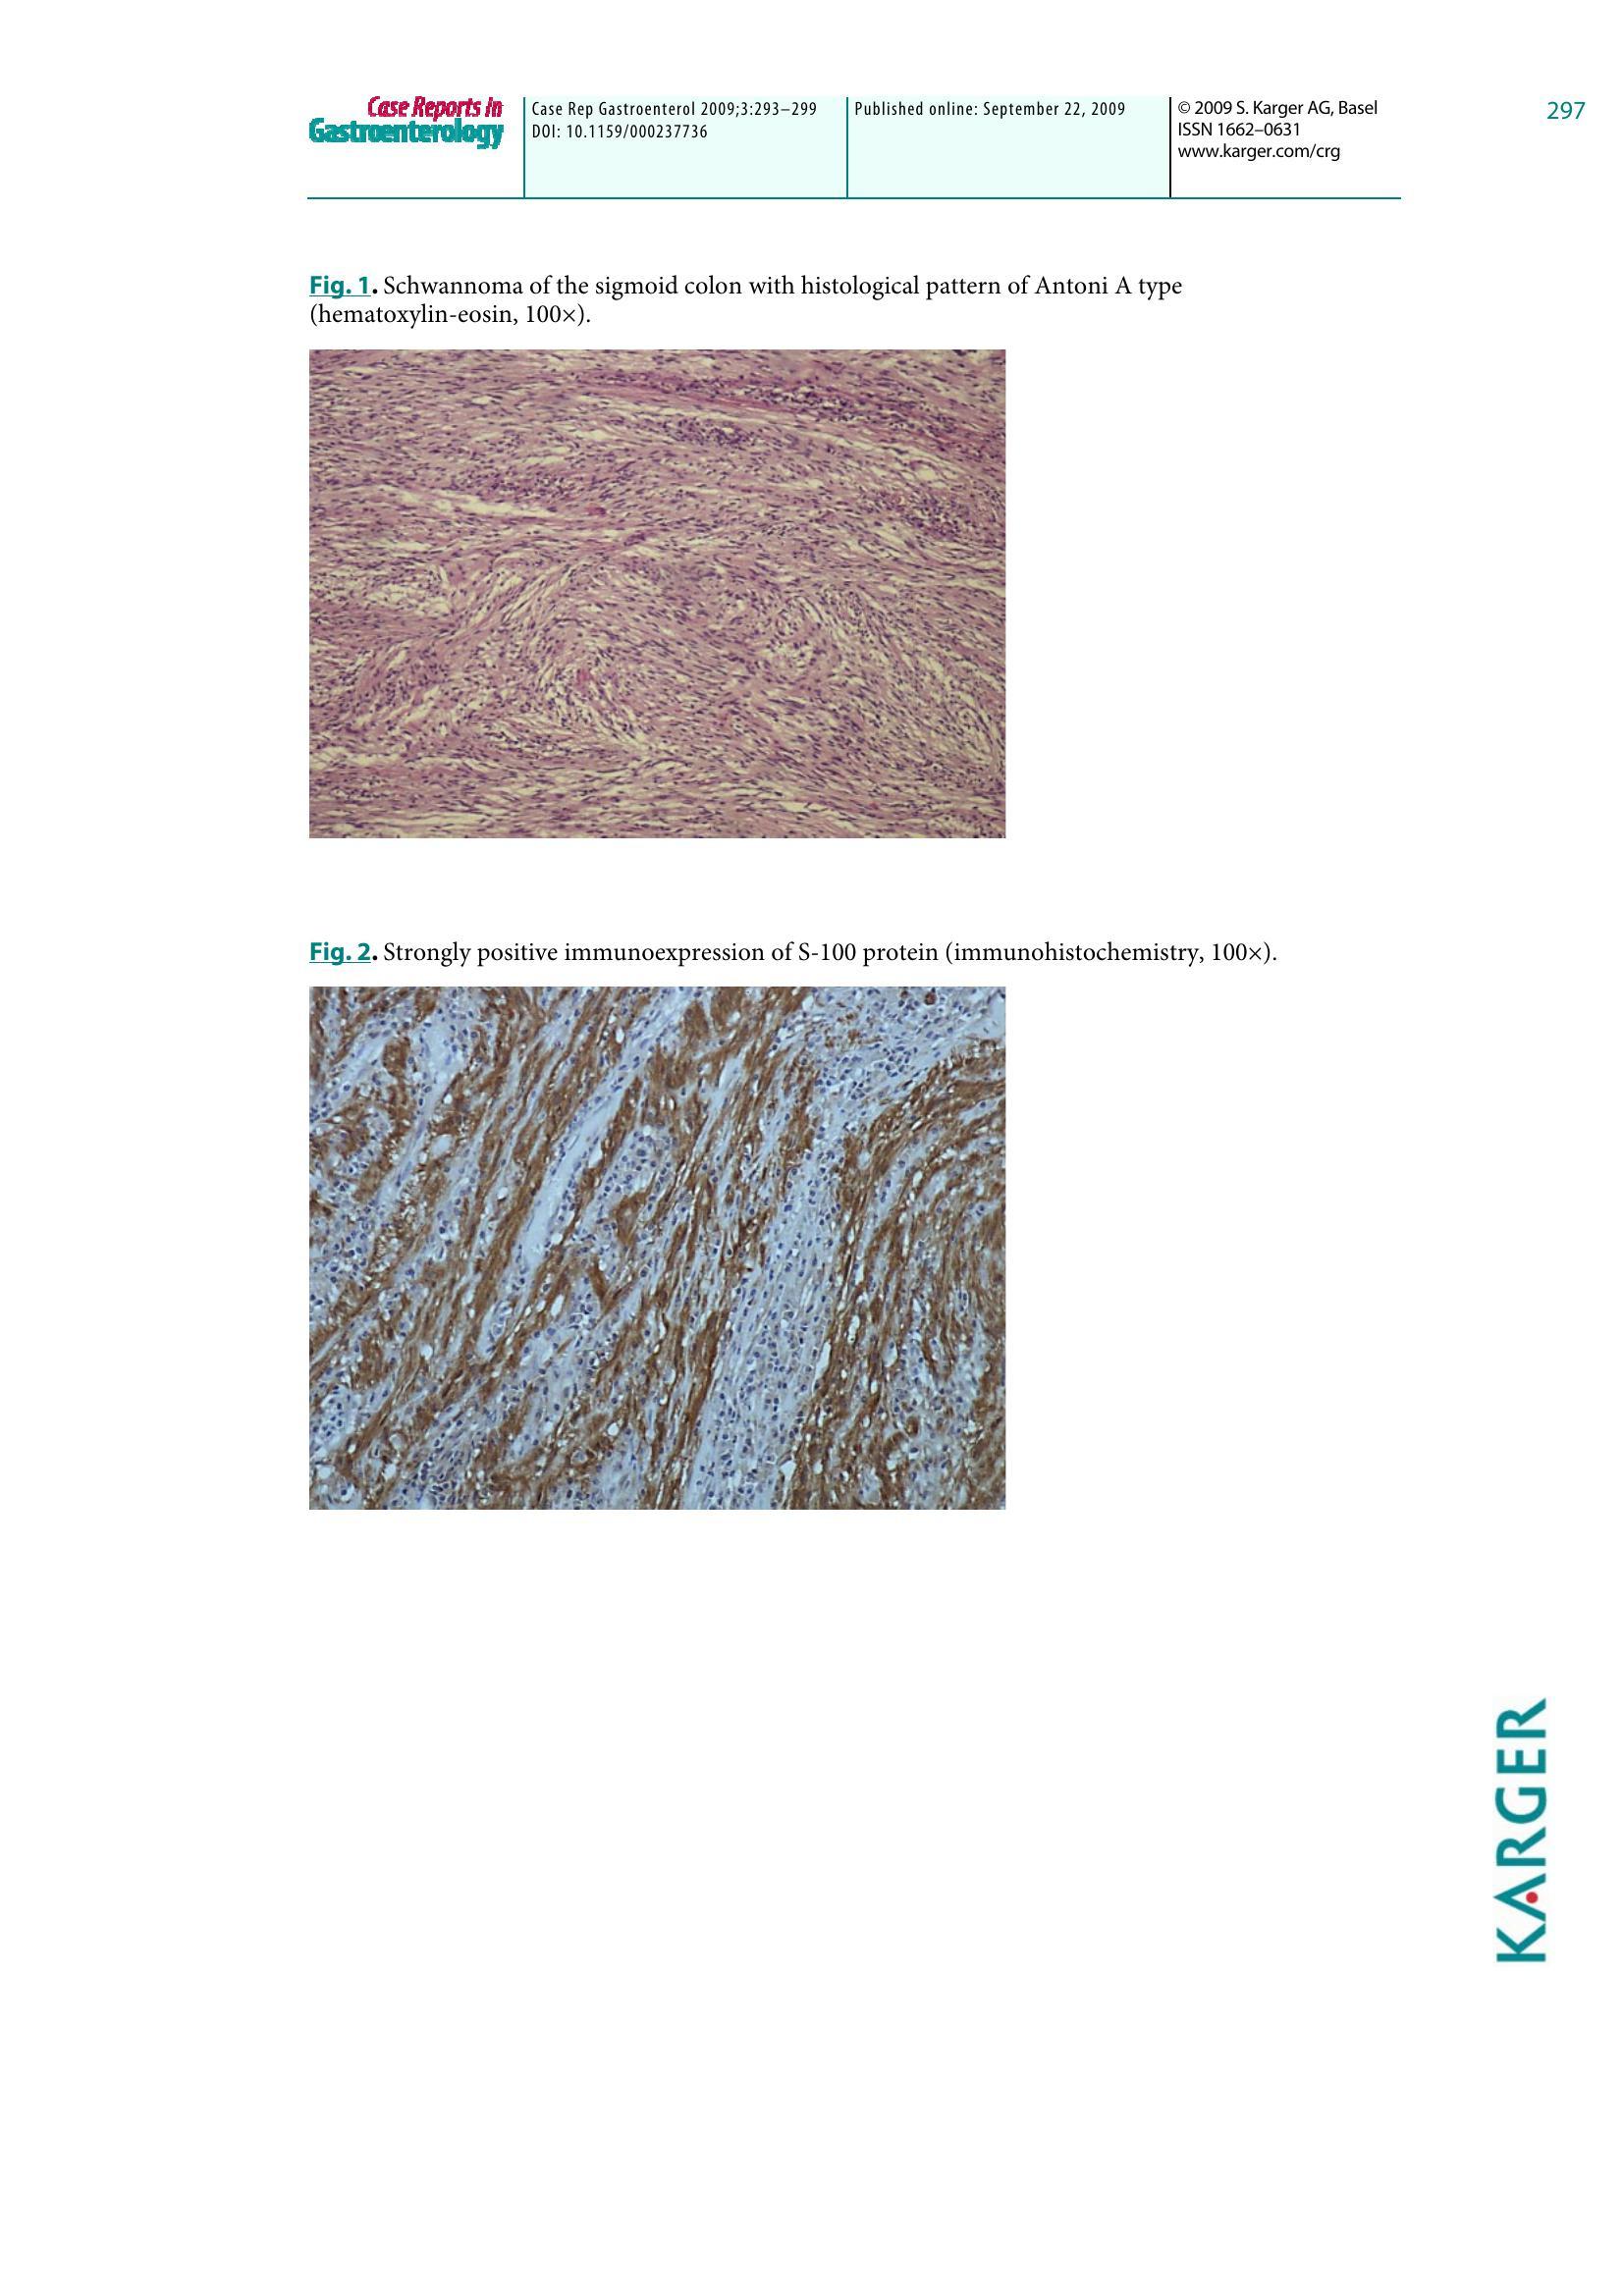 Case Reports in
Gastroenterology
Case Rep Gastroenterol 2009;3:293–299
DOI: 10.1159/000237736
Published online: September 22, 2009
© 2009 S. Karger AG, Basel
ISSN 1662–0631
www.karger.com/crg
297
Fig. 1. Schwannoma of the sigmoid colon with histological pattern of Antoni A type
(hematoxylin-eosin, 100×).
Fig. 2. Strongly positive immunoexpression of S-100 protein (immunohistochemistry, 100×).
KARGER